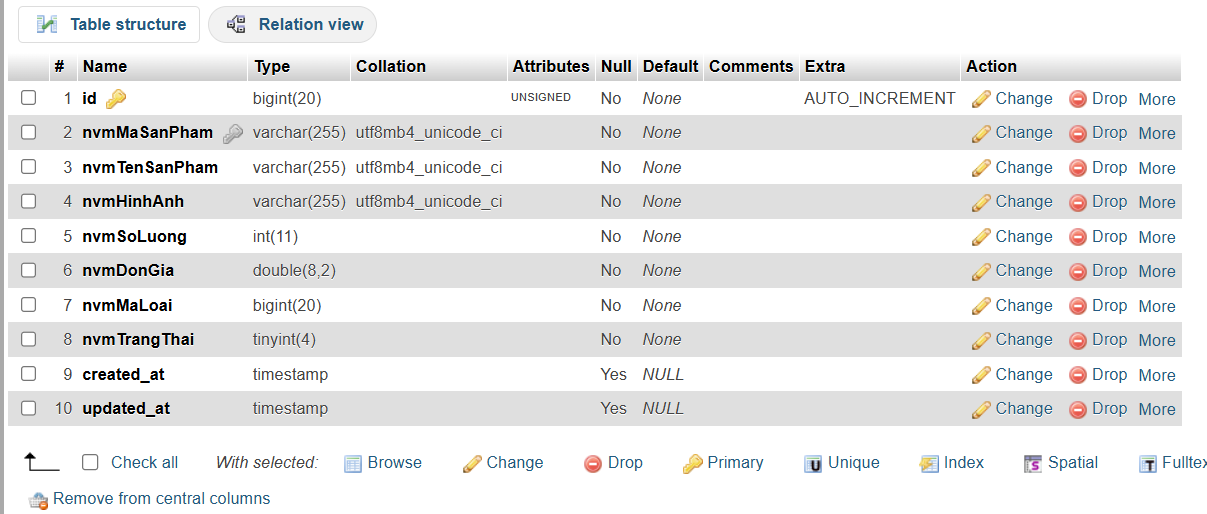 Table structure Relation view
# Name Type Collation Attributes Null Default Comments Extra Action
1 id bigint(20) UNSIGNED No None AUTO_INCREMENT Change Drop More
2 nvmMaSanPham varchar(255) utf8mb4_unicode_ci No None Change Drop More
3 nvmTenSanPham varchar(255) utf8mb4_unicode_ci No None Change Drop More
4 nvmHinhAnh varchar(255) utf8mb4_unicode_ci No None Change Drop More
5 nvmSoLuong int(11) No None Change Drop More
6 nvmDonGia double(8,2) No None Change Drop More
7 nvmMaLoai bigint(20) No None Change Drop More
8 nvmTrangThai tinyint(4) No None Change Drop More
9 created_at timestamp Yes NULL Change Drop More
10 updated_at timestamp Yes NULL Change Drop More
Check all With selected: Browse Change Drop Primary U Unique Index S Spatial T Fulltex
Remove from central columns